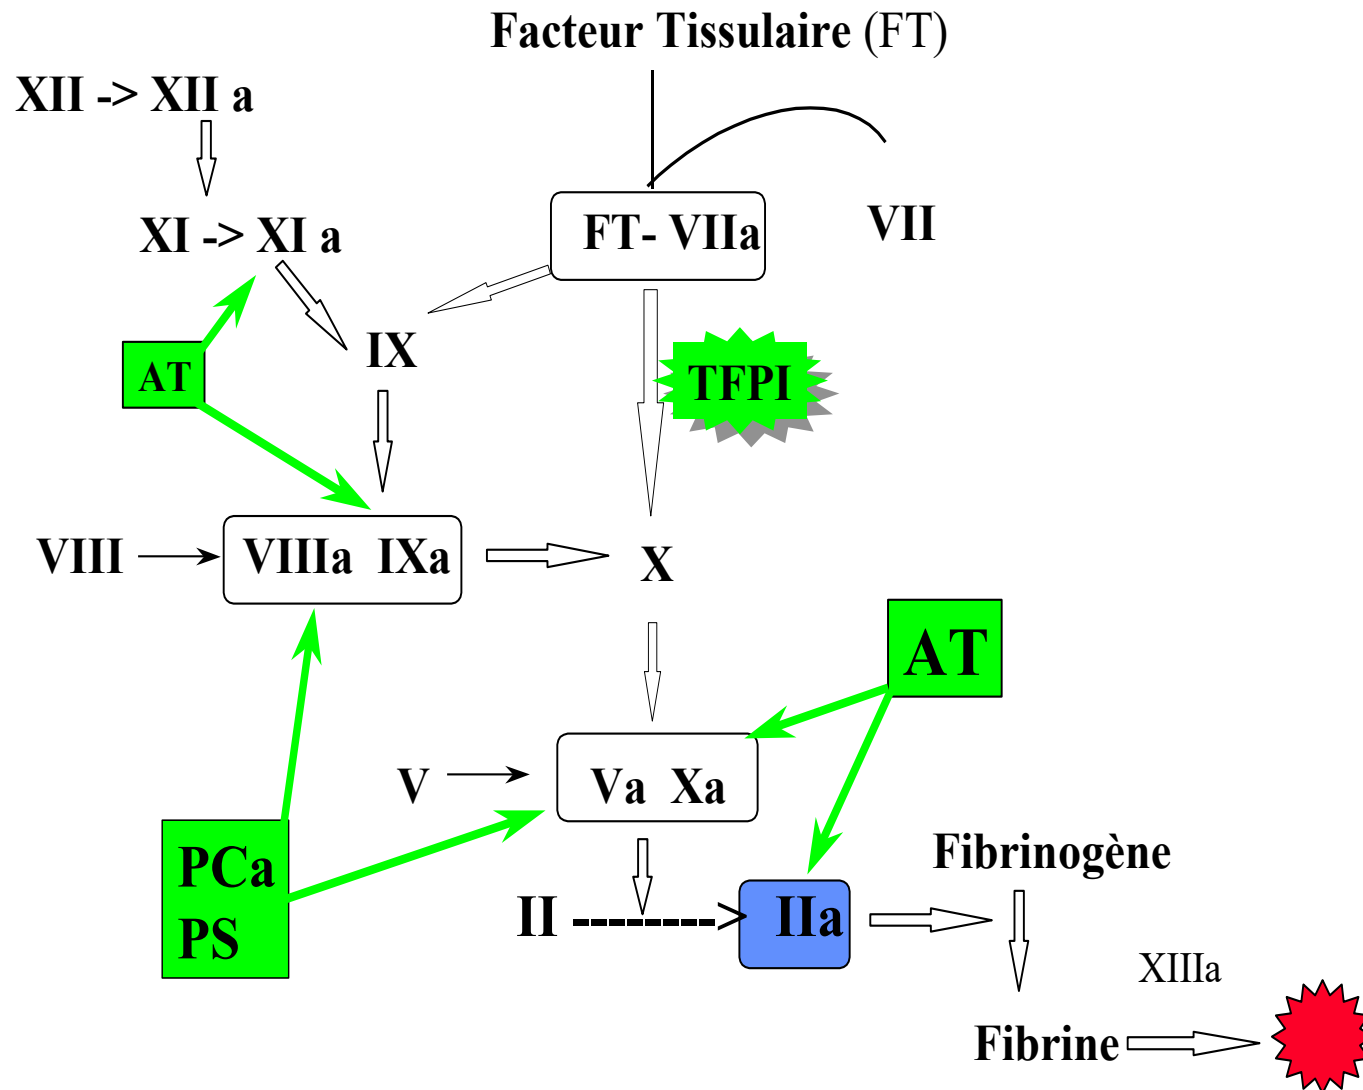 Facteur Tissulaire (FT)
XII -> XII a
XI -> XI a
FT- VIIa
VII
IX
AT
TFPI
VIII
VIIIa IXa
X
AT
V
Va Xa
PCa
PS
II
>
IIa
Fibrinogène
XIIIa
Fibrine